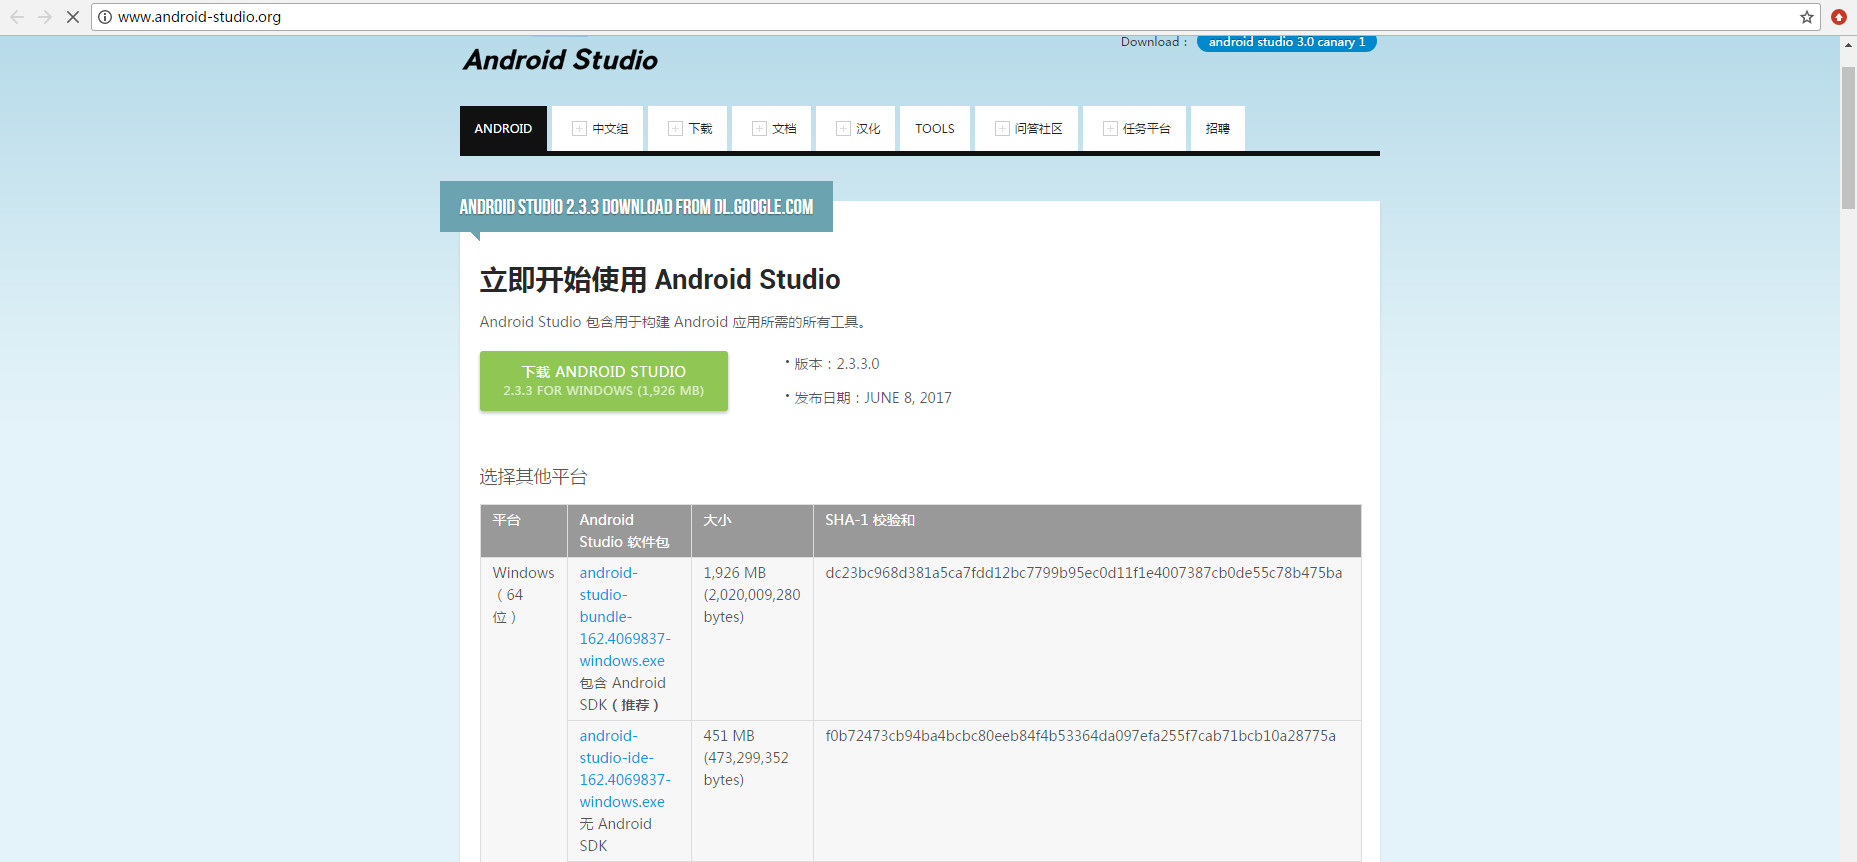 www.android-studio.org
Download : android studio 3.0 canary 1
Android Studio
ANDROID 中文组 下载 文档 汉化 TOOLS 问答社区 任务平台 招聘
ANDROID STUDIO 2.3.3 DOWNLOAD FROM DL.GOOGLE.COM
立即开始使用 Android Studio
Android Studio 包含用于构建 Android 应用所需的所有工具。
下载 ANDROID STUDIO
2.3.3 FOR WINDOWS (1,926 MB)
· 版本：2.3.3.0
· 发布日期：JUNE 8, 2017
选择其他平台
平台
Android
Studio 软件包
大小
SHA-1 校验和
Windows
（64
位）
android-
studio-
bundle-
162.4069837-
windows.exe
包含 Android
SDK（推荐）
1,926 MB
(2,020,009,280
bytes)
dc23bc968d381a5ca7fdd12bc7799b95ec0d11f1e4007387cb0de55c78b475ba
android-
studio-ide-
162.4069837-
windows.exe
无 Android
SDK
451 MB
(473,299,352
bytes)
f0b72473cb94ba4bcbc80eeb84f4b53364da097efa255f7cab71bcb10a28775a